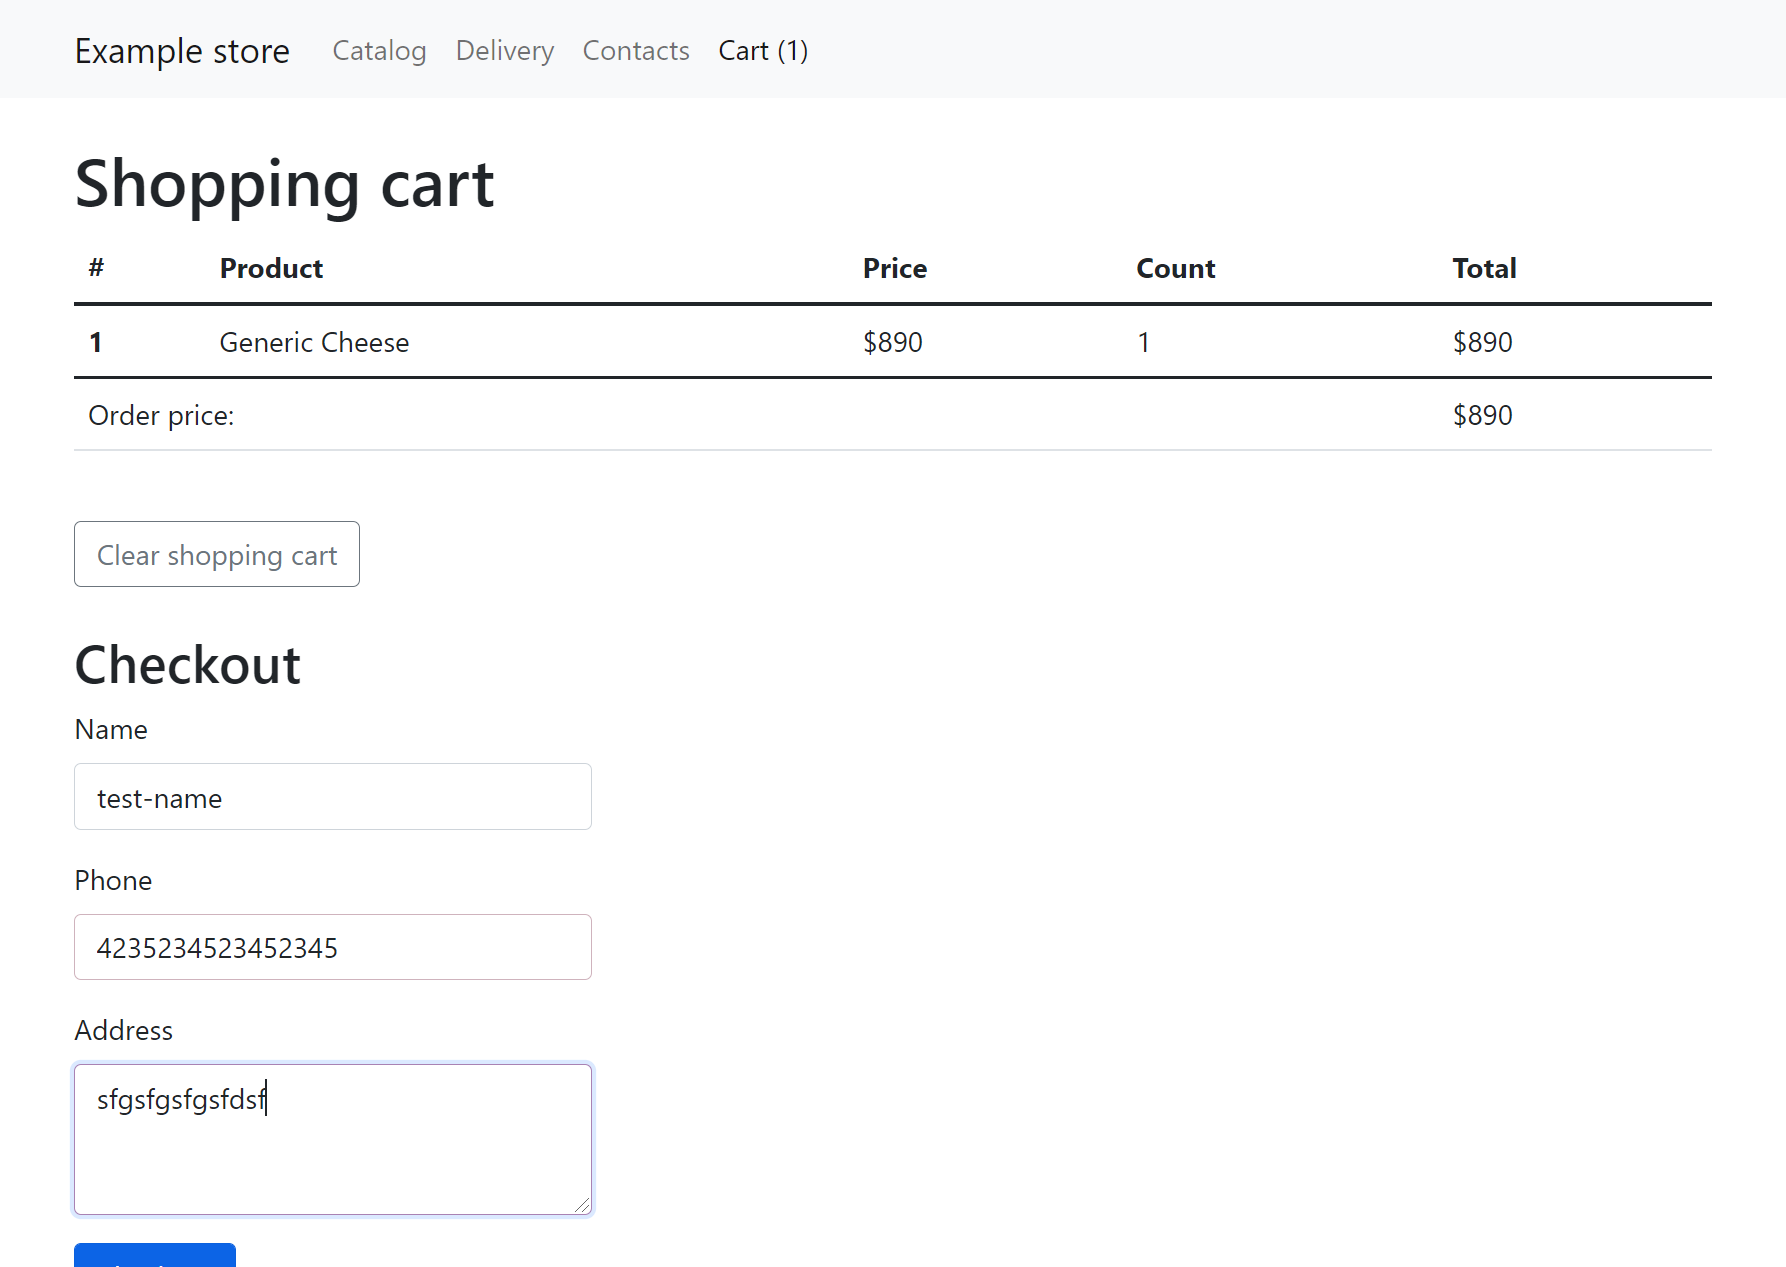 Example store Catalog Delivery Contacts Cart (1)
Shopping cart
# Product Price Count Total
1 Generic Cheese $890 1 $890
Order price: $890
Clear shopping cart
Checkout
Name
test-name
Phone
4235234523452345
Address
sfgsfgsfgsfdsf